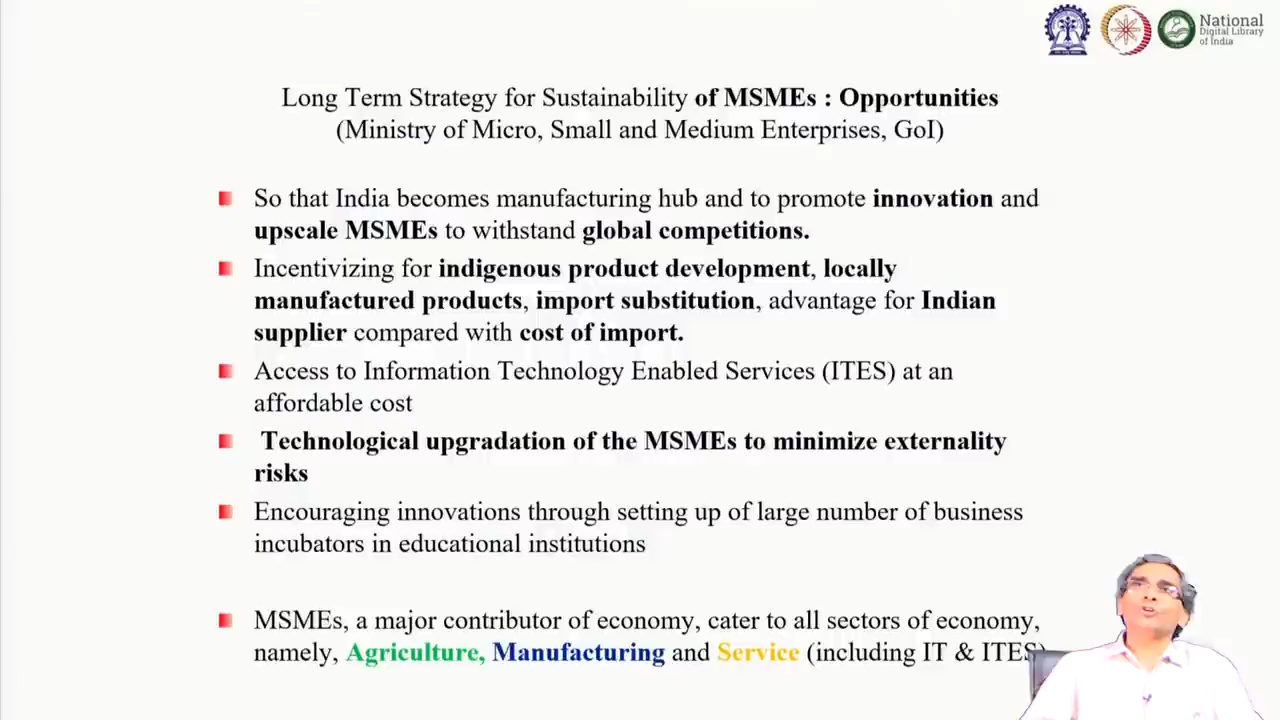 National
Digital Library
of India
Long Term Strategy for Sustainability of MSMEs : Opportunities
(Ministry of Micro, Small and Medium Enterprises, GoI)
So that India becomes manufacturing hub and to promote innovation and
upscale MSMEs to withstand global competitions.
Incentivizing for indigenous product development, locally
manufactured products, import substitution, advantage for Indian
supplier compared with cost of import.
Access to Information Technology Enabled Services (ITES) at an
affordable cost
Technological upgradation of the MSMEs to minimize externality
risks
Encouraging innovations through setting up of large number of business
incubators in educational institutions
MSMEs, a major contributor of economy, cater to all sectors of economy,
namely, Agriculture, Manufacturing and Service (including IT & ITES)